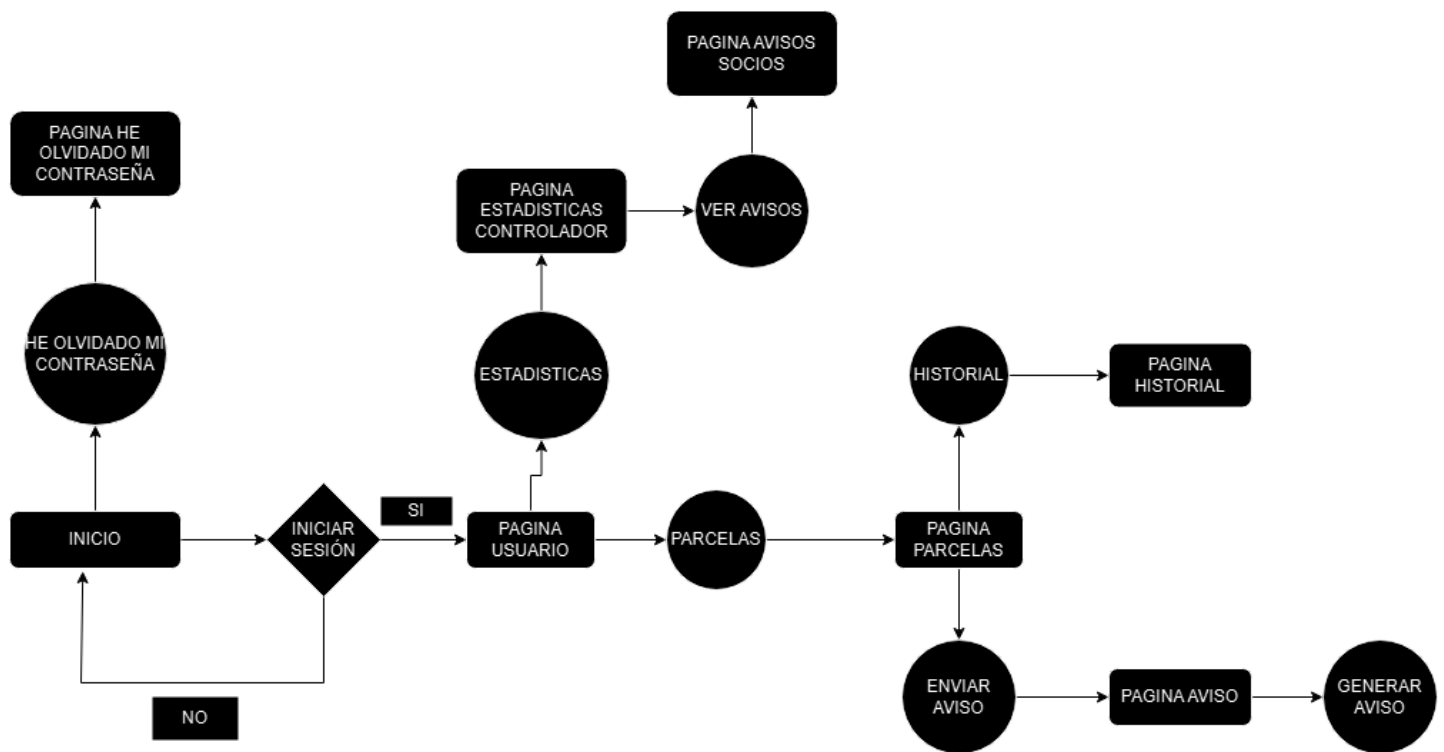 PAGINA AVISOS
SOCIOS
PAGINA HE
OLVIDADO MI
CONTRASEÑA
PAGINA
ESTADISTICAS
CONTROLADOR
VER AVISOS
HE OLVIDADO MI
CONTRASEÑA
ESTADISTICAS
HISTORIAL
PAGINA
HISTORIAL
INICIO
INICIAR
SESIÓN
SI
PAGINA
USUARIO
PARCELAS
PAGINA
PARCELAS
NO
ENVIAR
AVISO
PAGINA AVISO
GENERAR
AVISO